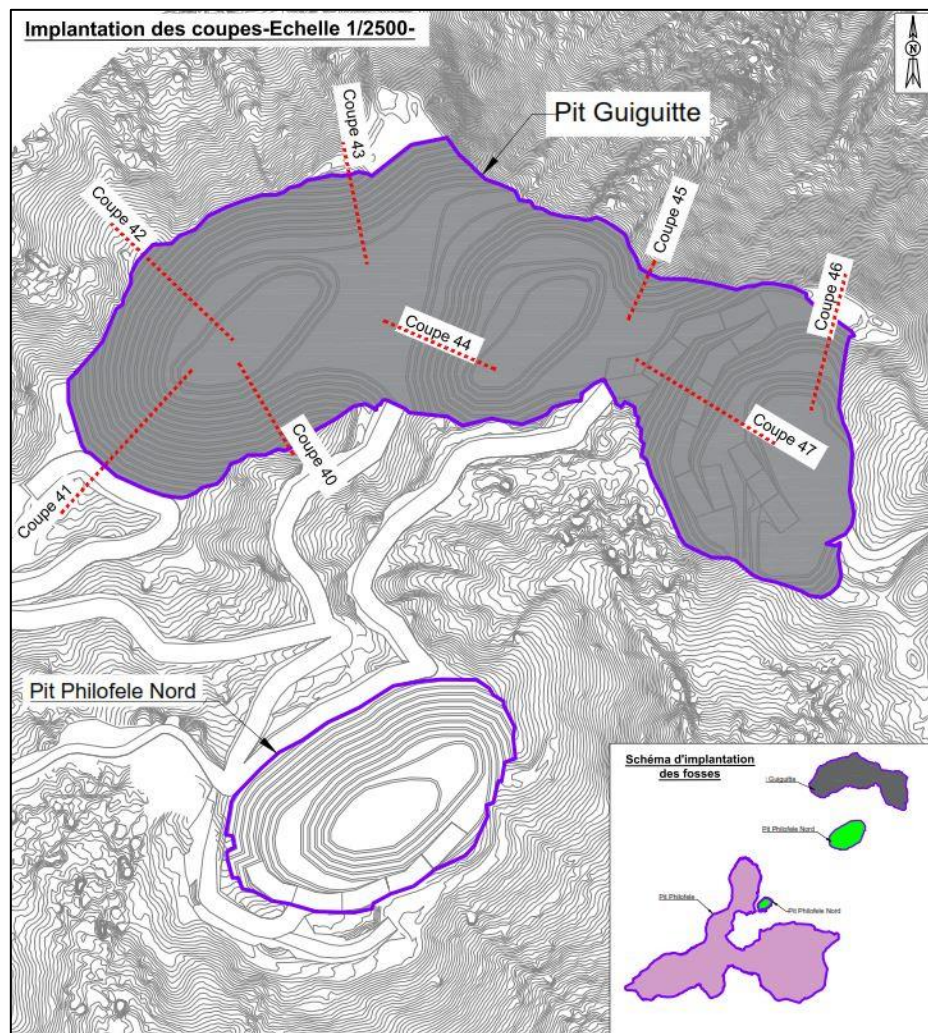 Implantation des coupes-Echelle 1/2500-
N
Coupe 43
Pit Guiguitte
Coupe 42
Coupe 45
Coupe 46
Coupe 44
Coupe 47
Coupe 40
Coupe 41
Pit Philofele Nord
Schéma d'implantation
des fosses
Guiguitte
Pit Philofele Nord
Pit Philofele
Pit Philofele Nord